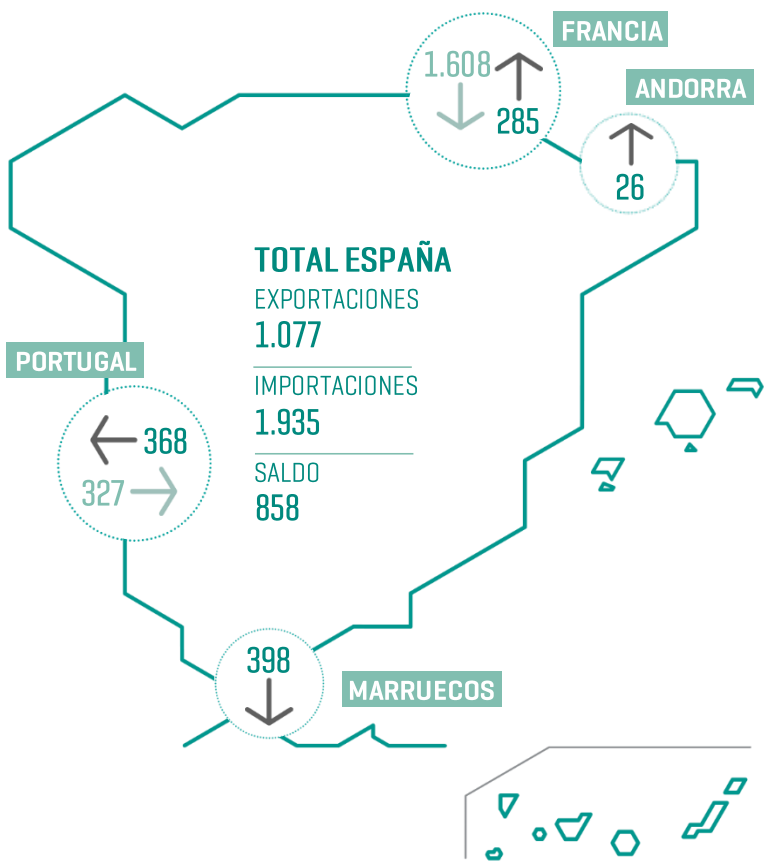 FRANCIA
1.608
285
ANDORRA
26
TOTAL ESPAÑA
EXPORTACIONES
1.077
IMPORTACIONES
1.935
SALDO
858
PORTUGAL
368
327
398
MARRUECOS